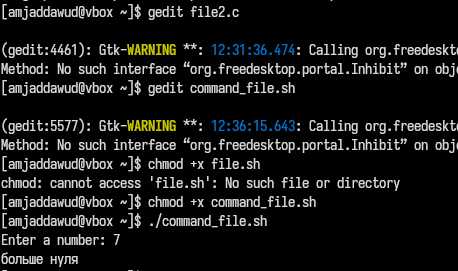 [amjaddawud@vbox ~]$ gedit file2.c
(gedit:4461): Gtk-WARNING **: 12:31:36.474: Calling org.freedeskt
Method: No such interface “org.freedesktop.portal.Inhibit” on obj
[amjaddawud@vbox ~]$ gedit command_file.sh
(gedit:5577): Gtk-WARNING **: 12:36:15.643: Calling org.freedeskt
Method: No such interface “org.freedesktop.portal.Inhibit” on obj
[amjaddawud@vbox ~]$ chmod +x file.sh
chmod: cannot access 'file.sh': No such file or directory
[amjaddawud@vbox ~]$ chmod +x command_file.sh
[amjaddawud@vbox ~]$ ./command_file.sh
Enter a number: 7
больше нуля